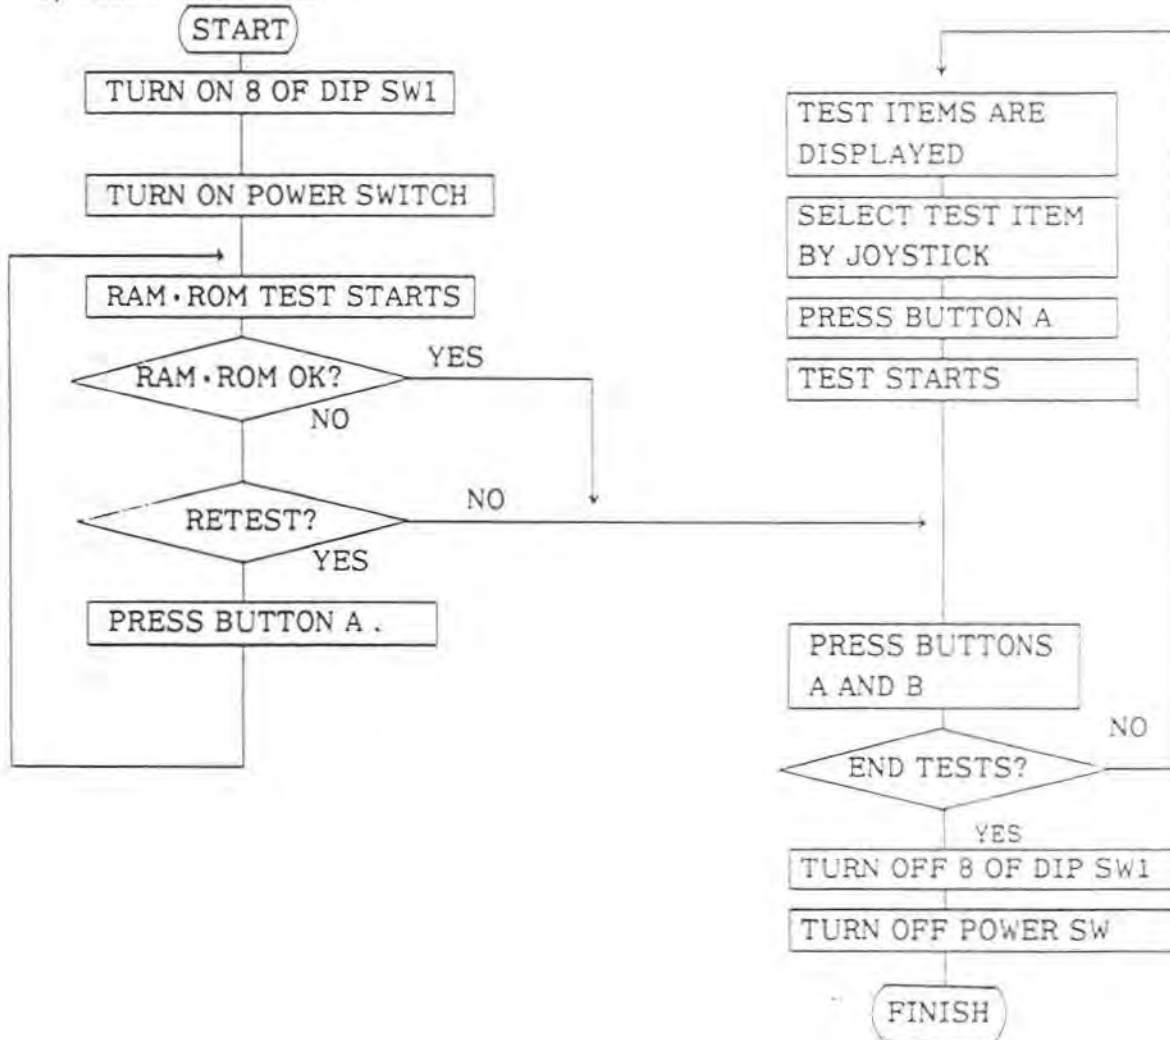 START
TURN ON 8 OF DIP SW1
TURN ON POWER SWITCH
RAM·ROM TEST STARTS
RAM·ROM OK?
YES
NO
RETEST?
NO
YES
PRESS BUTTON A.
TEST ITEMS ARE
DISPLAYED
SELECT TEST ITEM
BY JOYSTICK
PRESS BUTTON A
TEST STARTS
PRESS BUTTONS
A AND B
END TESTS?
NO
YES
TURN OFF 8 OF DIP SW1
TURN OFF POWER SW
FINISH